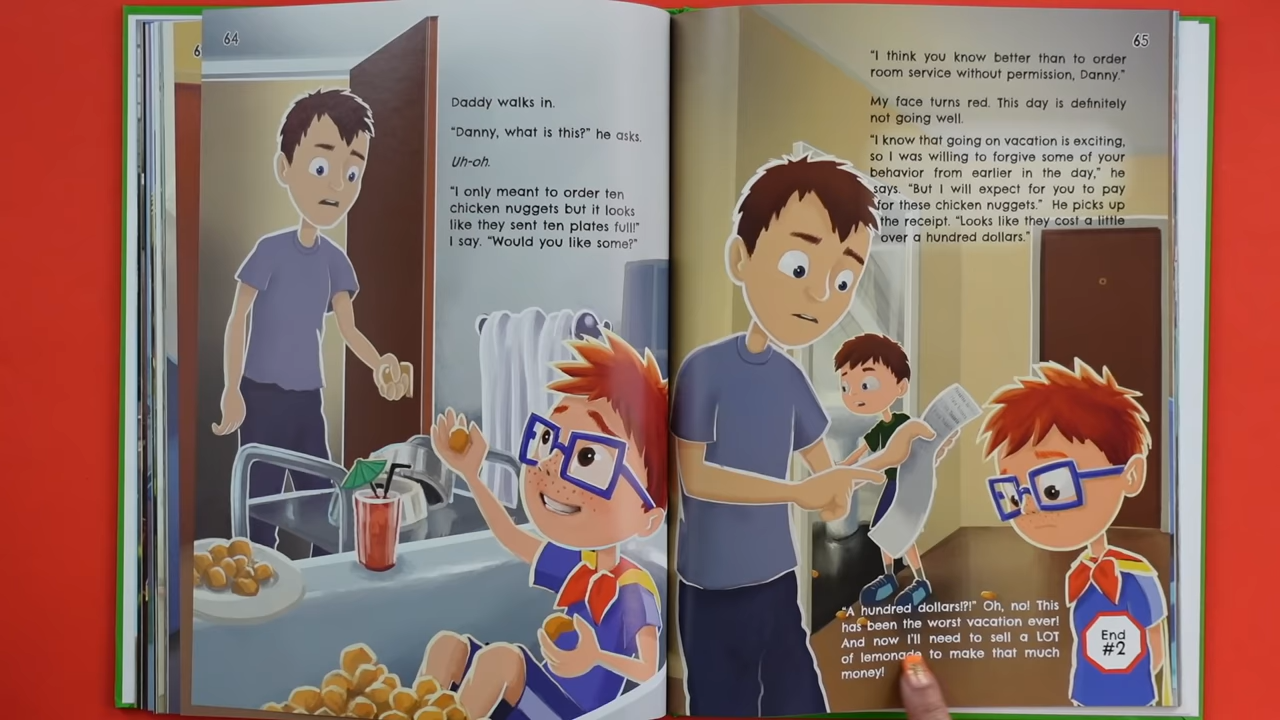 64
Daddy walks in.
"Danny, what is this?" he asks.
Uh-oh.
"I only meant to order ten
chicken nuggets but it looks
like they sent ten plates full!"
I say. "Would you like some?"
65
"I think you know better than to order
room service without permission, Danny."
My face turns red. This day is definitely
not going well.
"I know that going on vacation is exciting,
so I was willing to forgive some of your
behavior from earlier in the day," he
says. "But I will expect for you to pay
for these chicken nuggets." He picks up
the receipt. "Looks like they cost a little
over a hundred dollars."
"A hundred dollars!?!" Oh, no! This
has been the worst vacation ever!
And now I'll need to sell a LOT
of lemonade to make that much
money!
End
#2